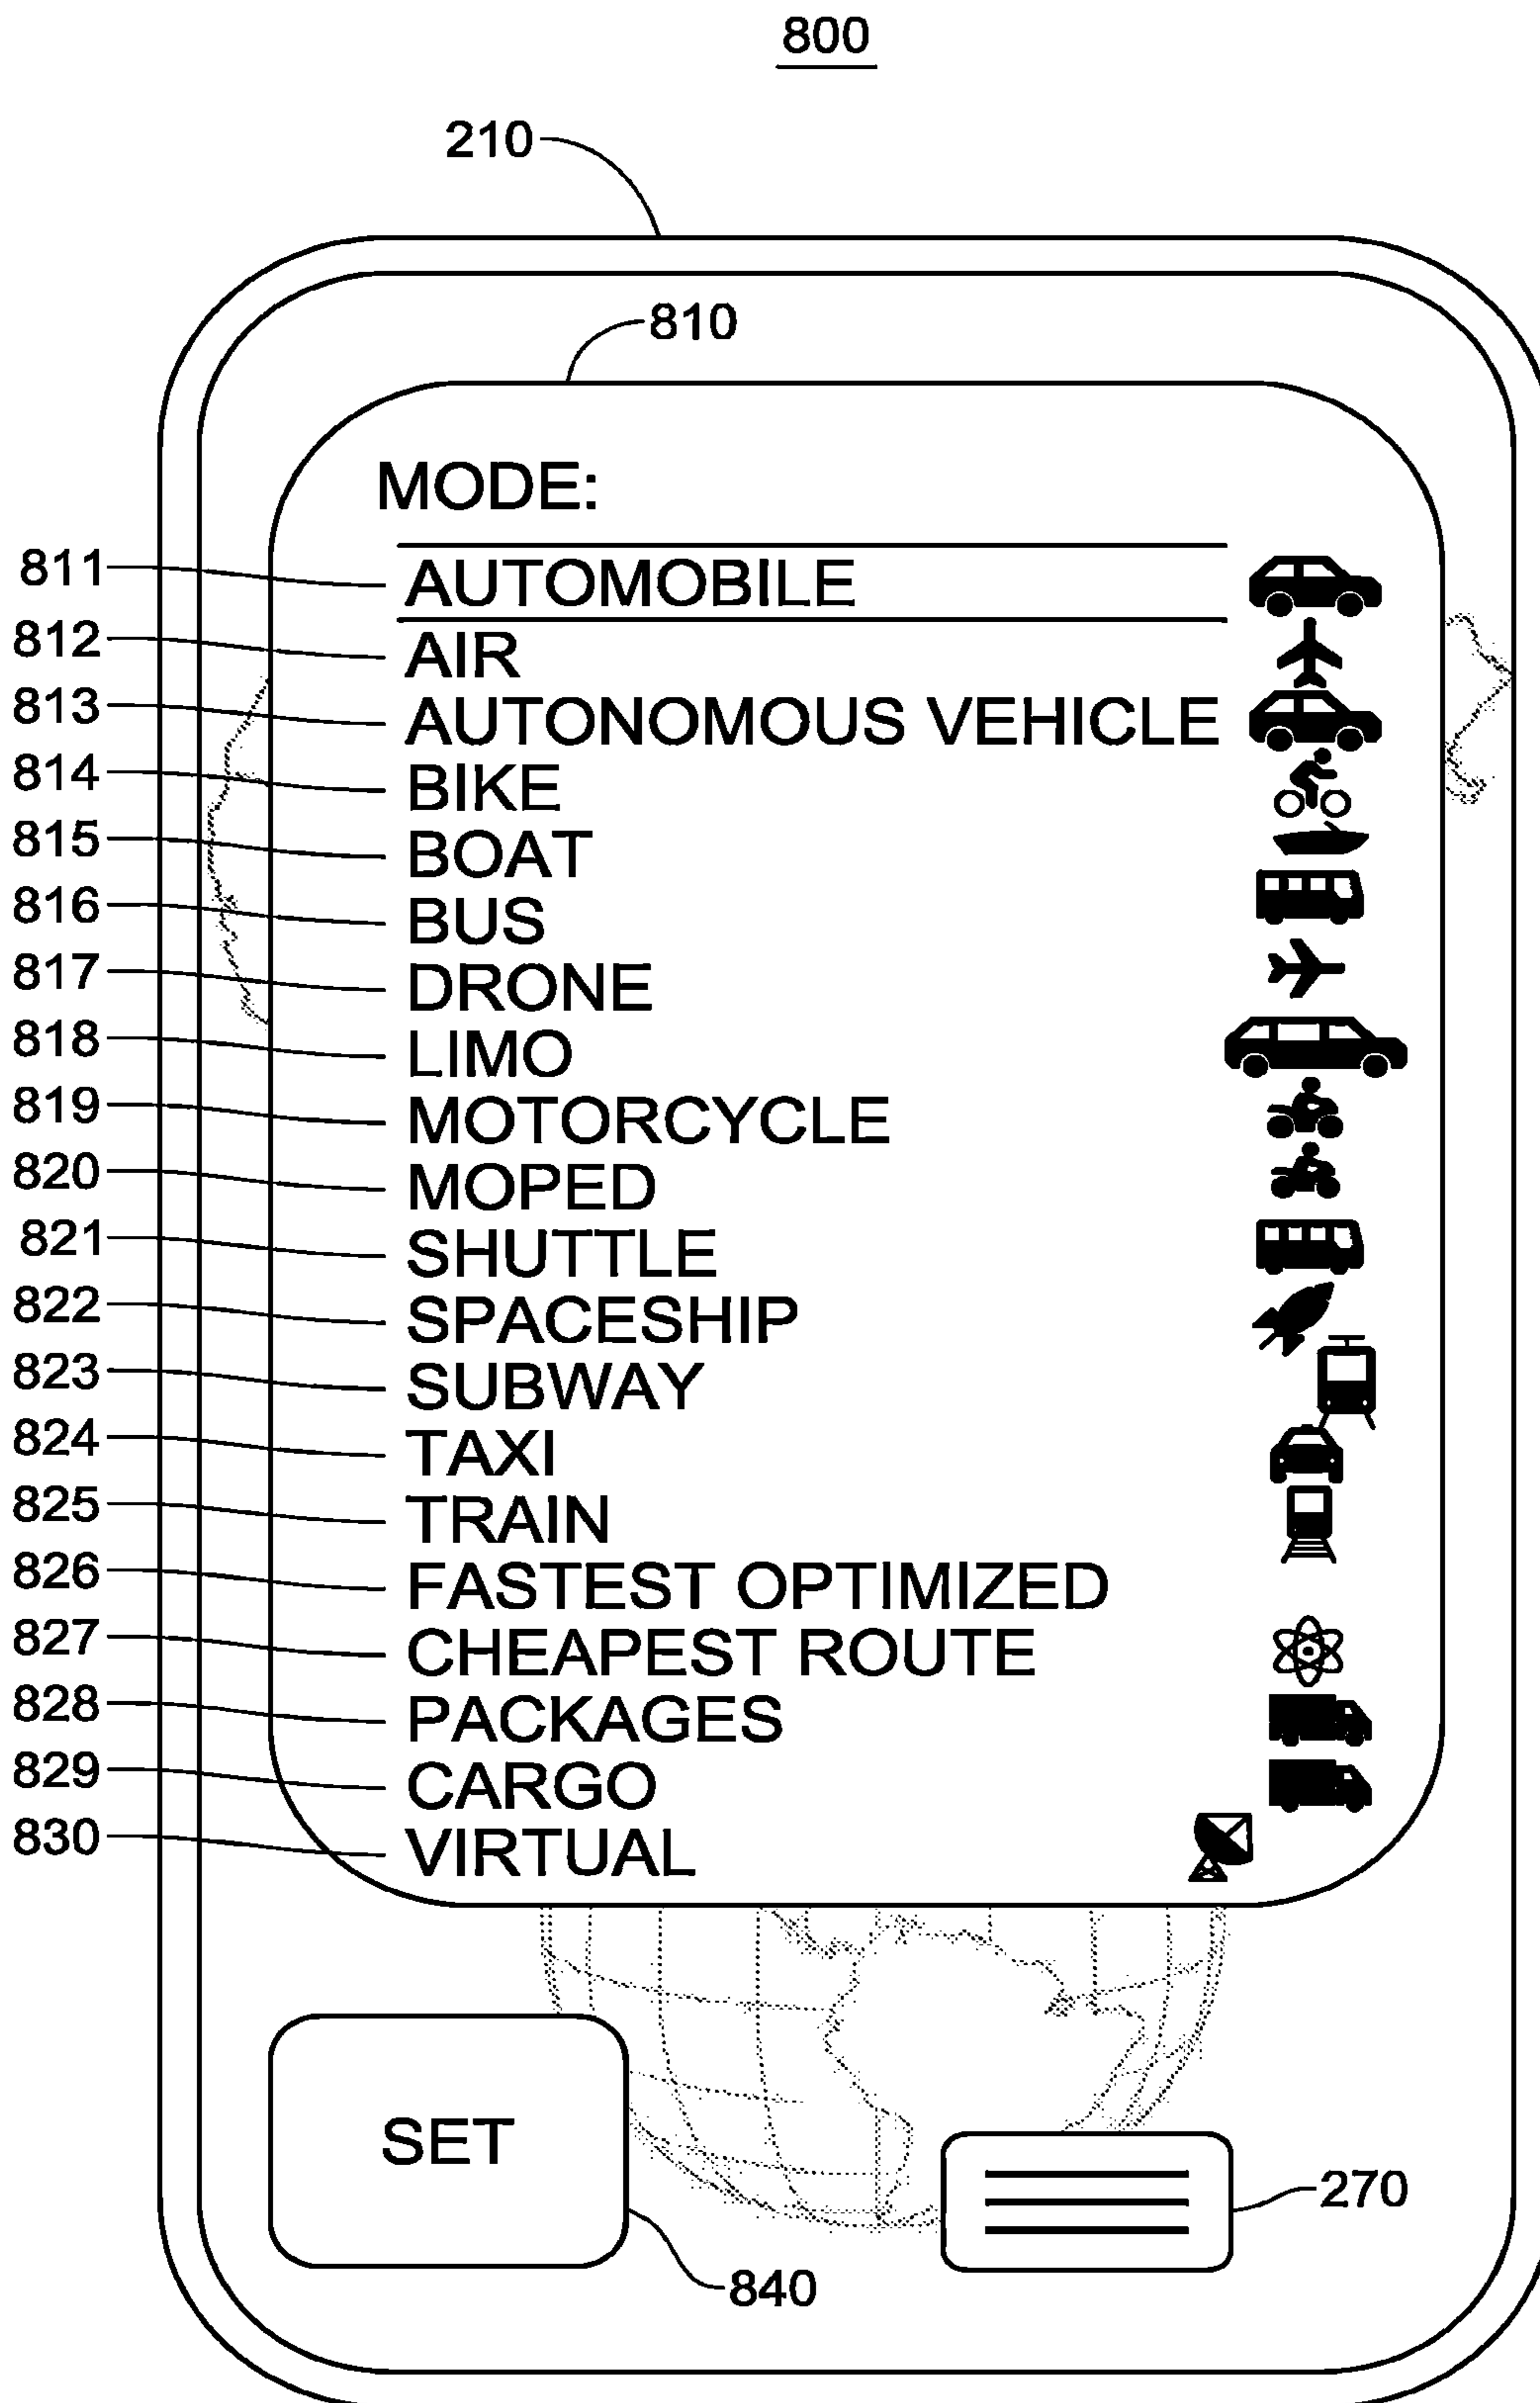 800
210
810
MODE:
811 AUTOMOBILE
812 AIR
813 AUTONOMOUS VEHICLE
814 BIKE
815 BOAT
816 BUS
817 DRONE
818 LIMO
819 MOTORCYCLE
820 MOPED
821 SHUTTLE
822 SPACESHIP
823 SUBWAY
824 TAXI
825 TRAIN
826 FASTEST OPTIMIZED
827 CHEAPEST ROUTE
828 PACKAGES
829 CARGO
830 VIRTUAL
SET
270
840